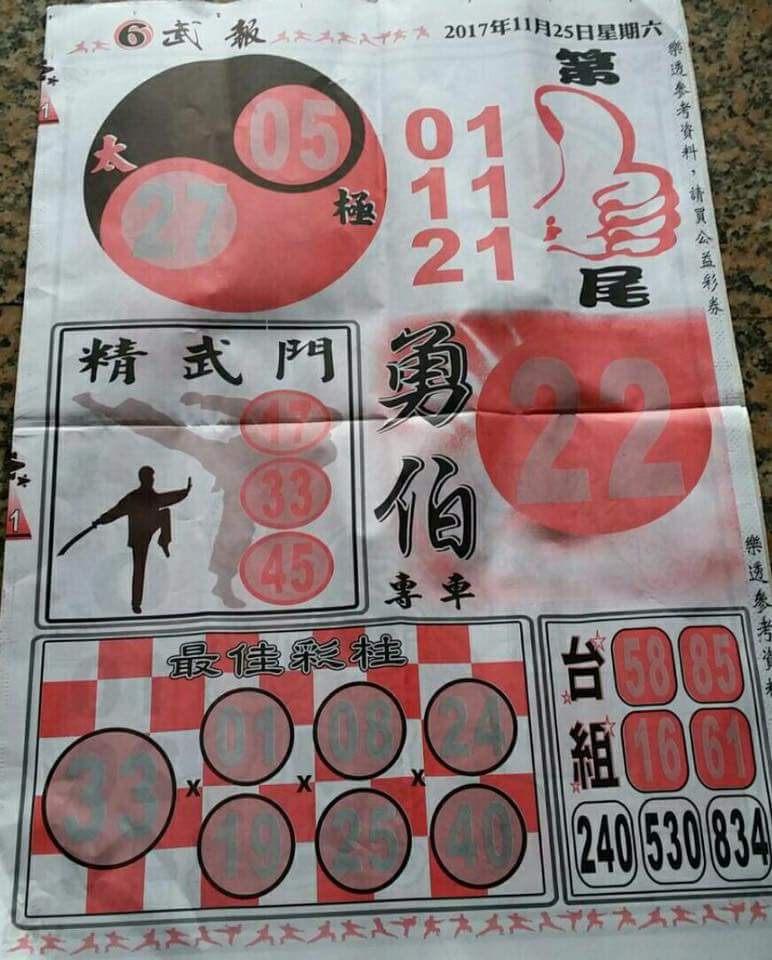 6 武報 2017年11月25日星期六
樂透參考資料，請買公益彩券
太極
05
27
第
尾
01
11
21
精武門
17
33
45
勇伯
專車
22
最佳彩柱
33 x 01 19 x 08 25 x 24 40
台組
58 85
16 61
240 530 834
樂透參考資
1
1